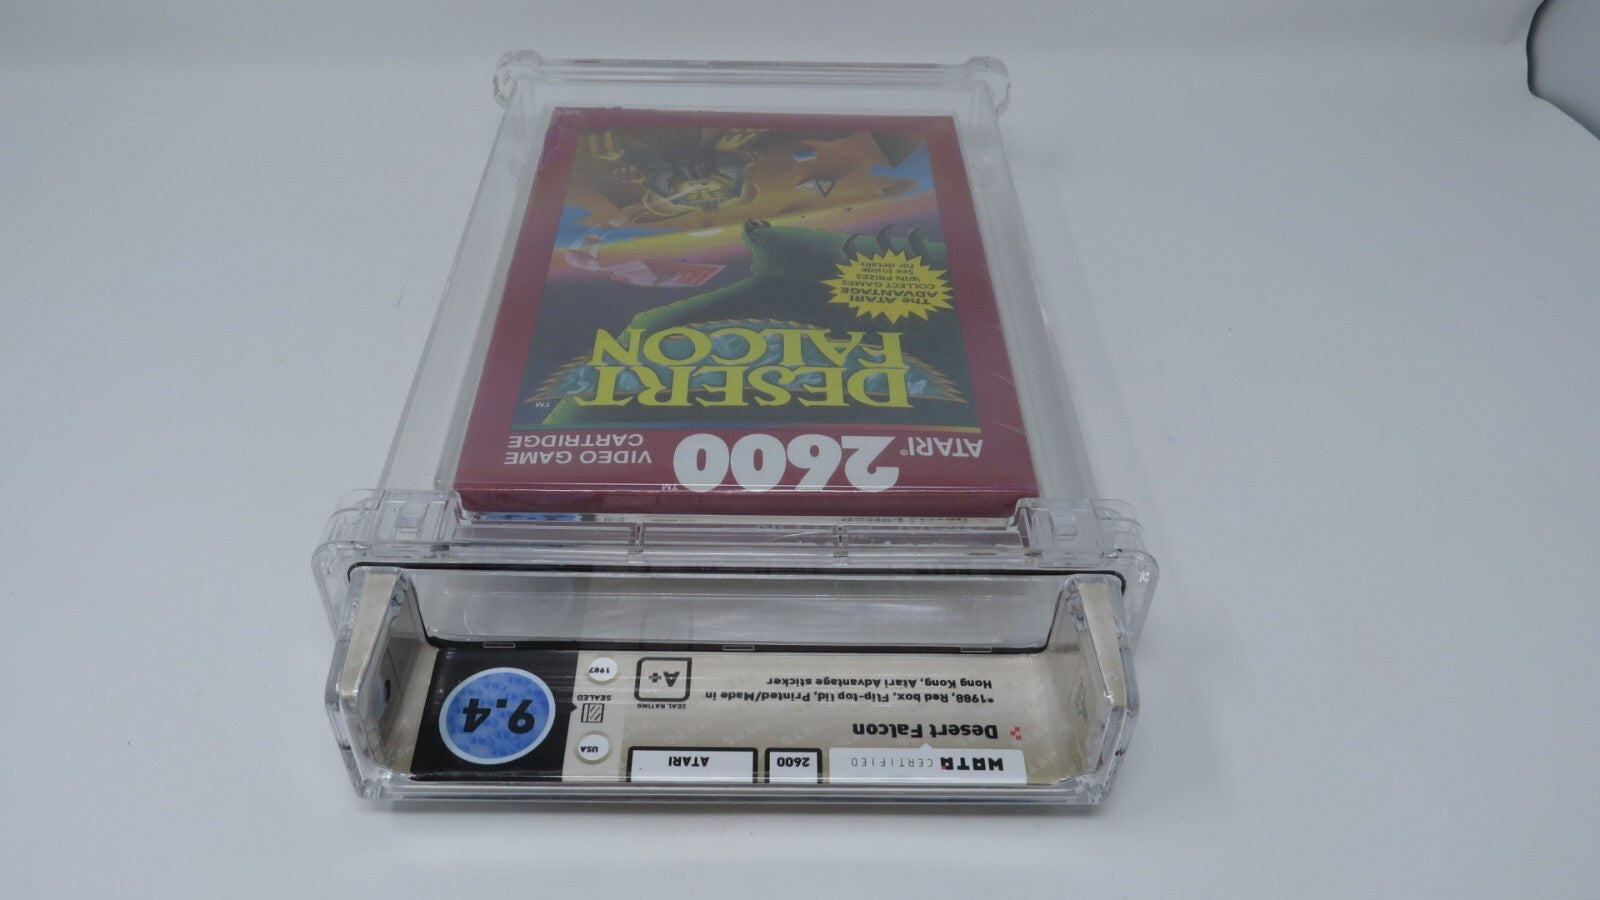 WATA CERTIFIED
2600
ATARI
USA
Desert Falcon
*1988, Red box, Flip-top lid, Printed/Made in
Hong Kong, Atari Advantage sticker
SEAL RATING
A+
SEALED
1987
9.4
ATARI® 2600™
VIDEO GAME
CARTRIDGE
DESERT
FALCON
TM
The ATARI
ADVANTAGE
COLLECT GAMES
WIN PRIZES
See inside
for details